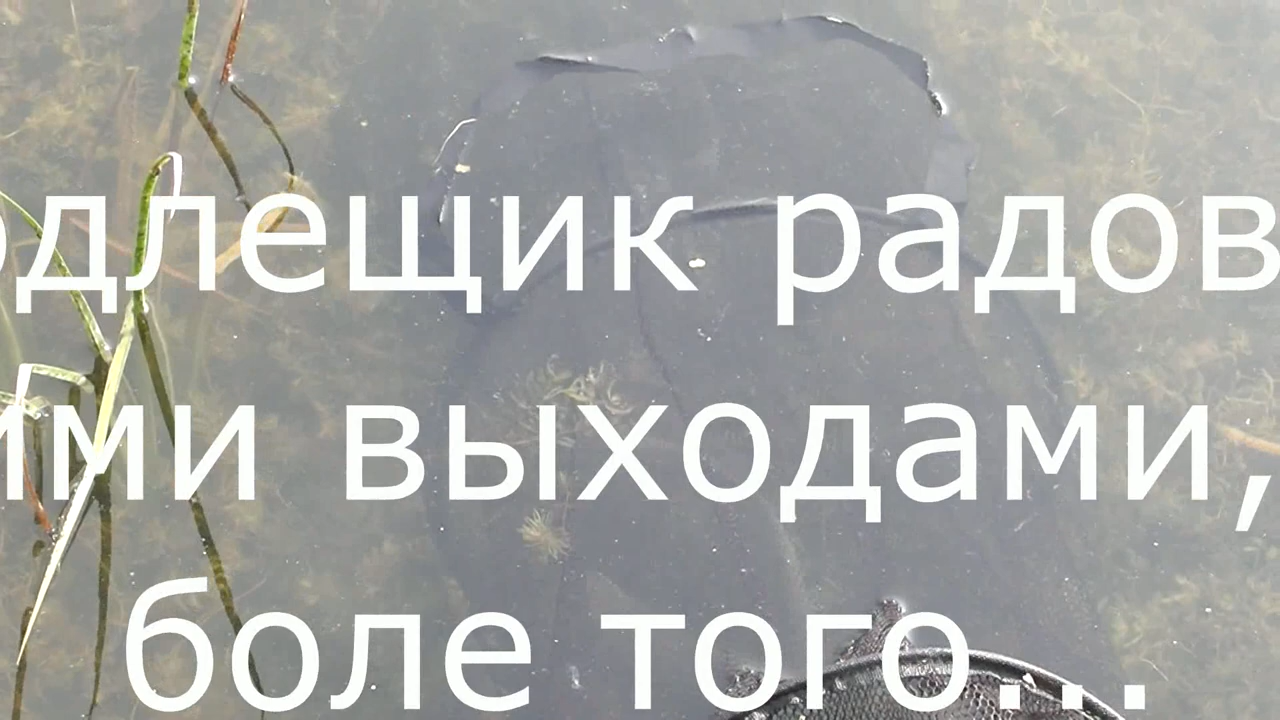 одлещик радов
ими выходами,
боле того...